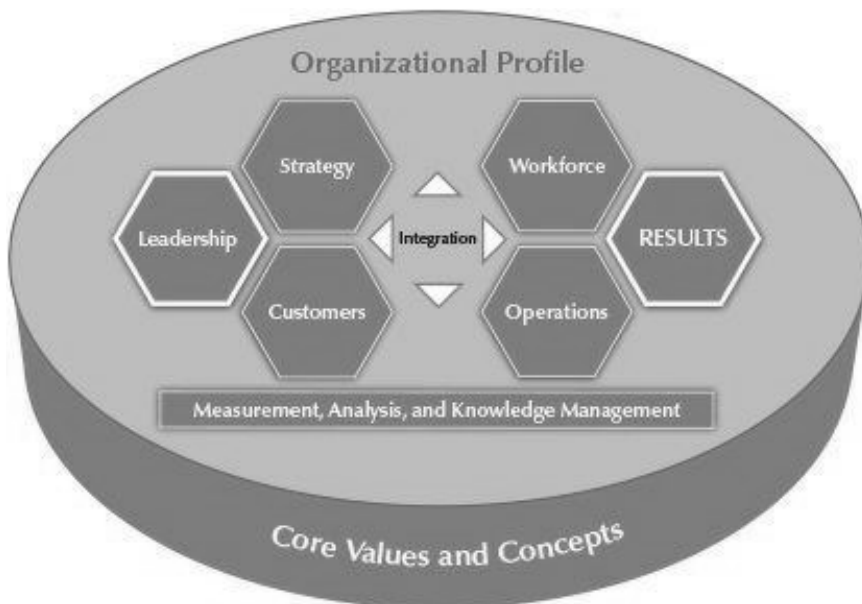 Organizational Profile
Strategy
Workforce
Leadership
Integration
RESULTS
Customers
Operations
Measurement, Analysis, and Knowledge Management
Core Values and Concepts